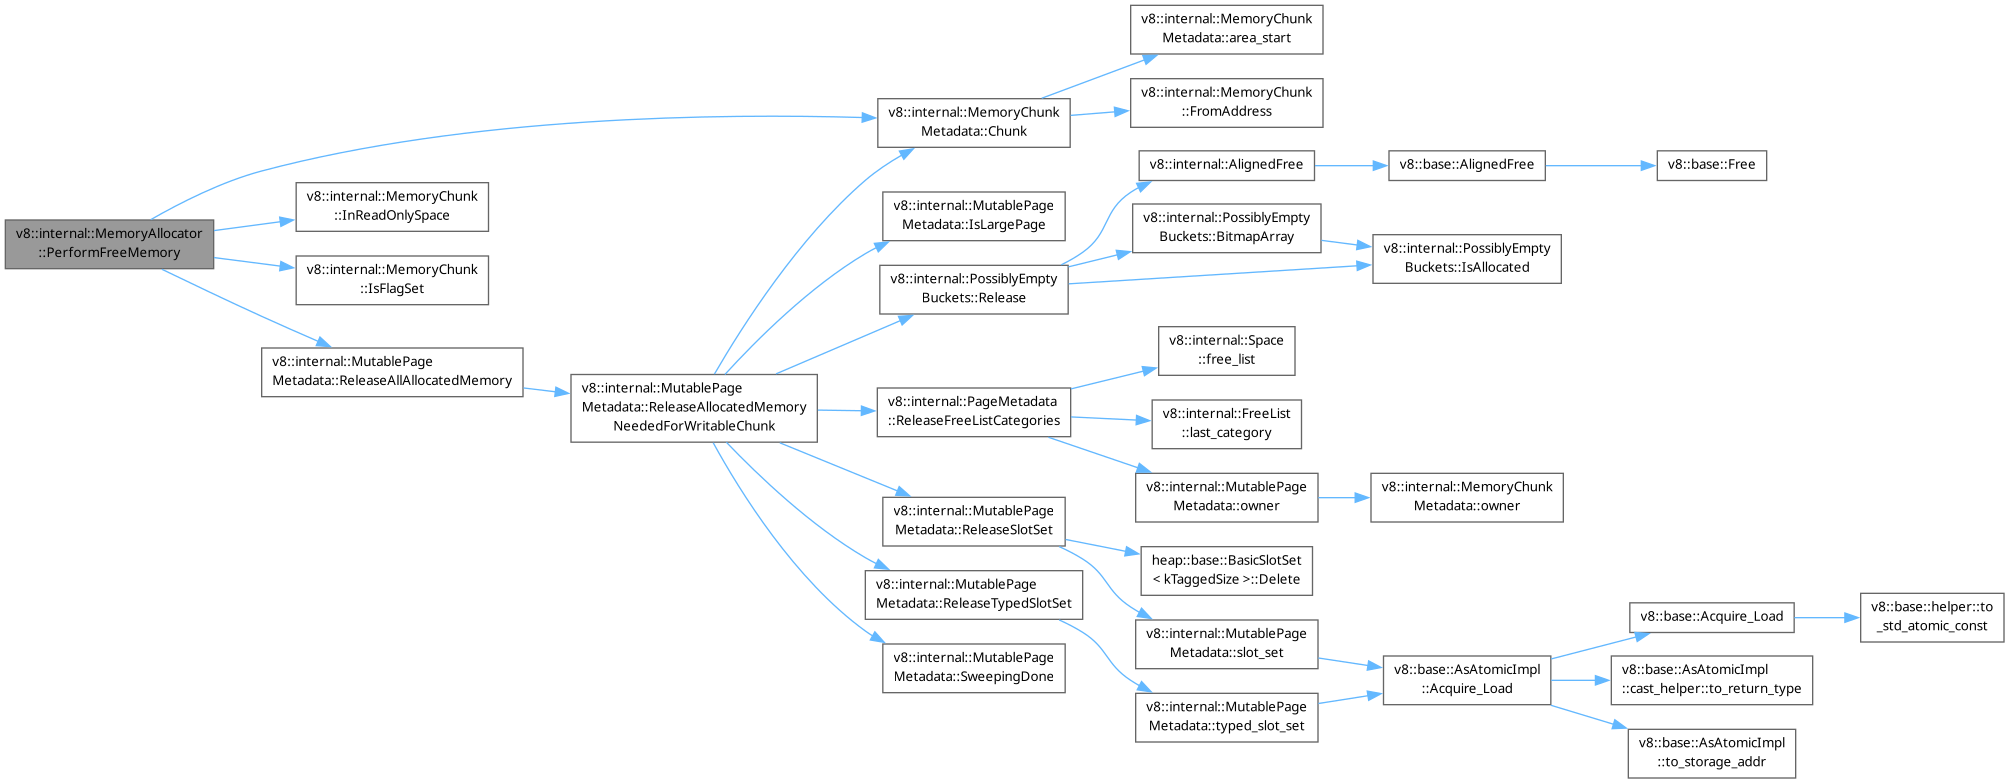 v8::internal::MemoryAllocator
::PerformFreeMemory
v8::internal::MemoryChunk
::InReadOnlySpace
v8::internal::MemoryChunk
::IsFlagSet
v8::internal::MutablePage
Metadata::ReleaseAllAllocatedMemory
v8::internal::MutablePage
Metadata::ReleaseAllocatedMemory
NeededForWritableChunk
v8::internal::MemoryChunk
Metadata::Chunk
v8::internal::MutablePage
Metadata::IsLargePage
v8::internal::PossiblyEmpty
Buckets::Release
v8::internal::PageMetadata
::ReleaseFreeListCategories
v8::internal::MutablePage
Metadata::ReleaseSlotSet
v8::internal::MutablePage
Metadata::ReleaseTypedSlotSet
v8::internal::MutablePage
Metadata::SweepingDone
v8::internal::MemoryChunk
Metadata::area_start
v8::internal::MemoryChunk
::FromAddress
v8::internal::AlignedFree
v8::internal::PossiblyEmpty
Buckets::BitmapArray
v8::internal::Space
::free_list
v8::internal::FreeList
::last_category
v8::internal::MutablePage
Metadata::owner
heap::base::BasicSlotSet
< kTaggedSize >::Delete
v8::internal::MutablePage
Metadata::slot_set
v8::internal::MutablePage
Metadata::typed_slot_set
v8::base::AlignedFree
v8::internal::PossiblyEmpty
Buckets::IsAllocated
v8::internal::MemoryChunk
Metadata::owner
v8::base::AsAtomicImpl
::Acquire_Load
v8::base::Free
v8::base::Acquire_Load
v8::base::AsAtomicImpl
::cast_helper::to_return_type
v8::base::AsAtomicImpl
::to_storage_addr
v8::base::helper::to
_std_atomic_const